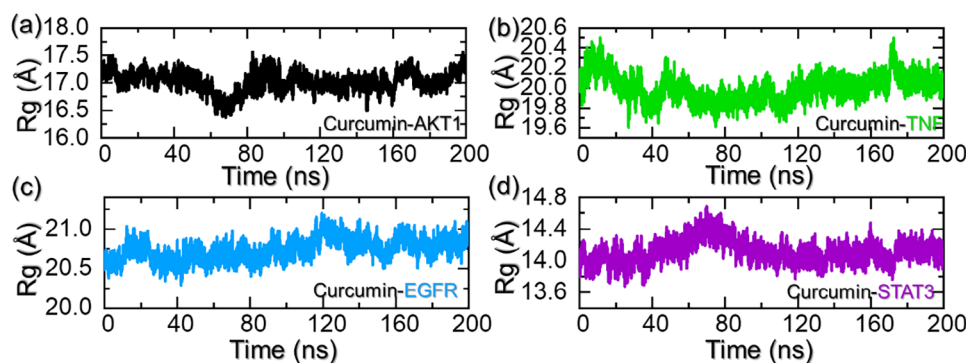 (a)
18.0
17.5
17.0
16.5
16.0
Rg (Å)
Curcumin-AKT1
0 40 80 120 160 200
Time (ns)
(b)
20.6
20.4
20.2
20.0
19.8
19.6
Rg (Å)
Curcumin-TNF
0 40 80 120 160 200
Time (ns)
(c)
21.0
20.5
20.0
Rg (Å)
Curcumin-EGFR
0 40 80 120 160 200
Time (ns)
(d)
14.8
14.4
14.0
13.6
Rg (Å)
Curcumin-STAT3
0 40 80 120 160 200
Time (ns)